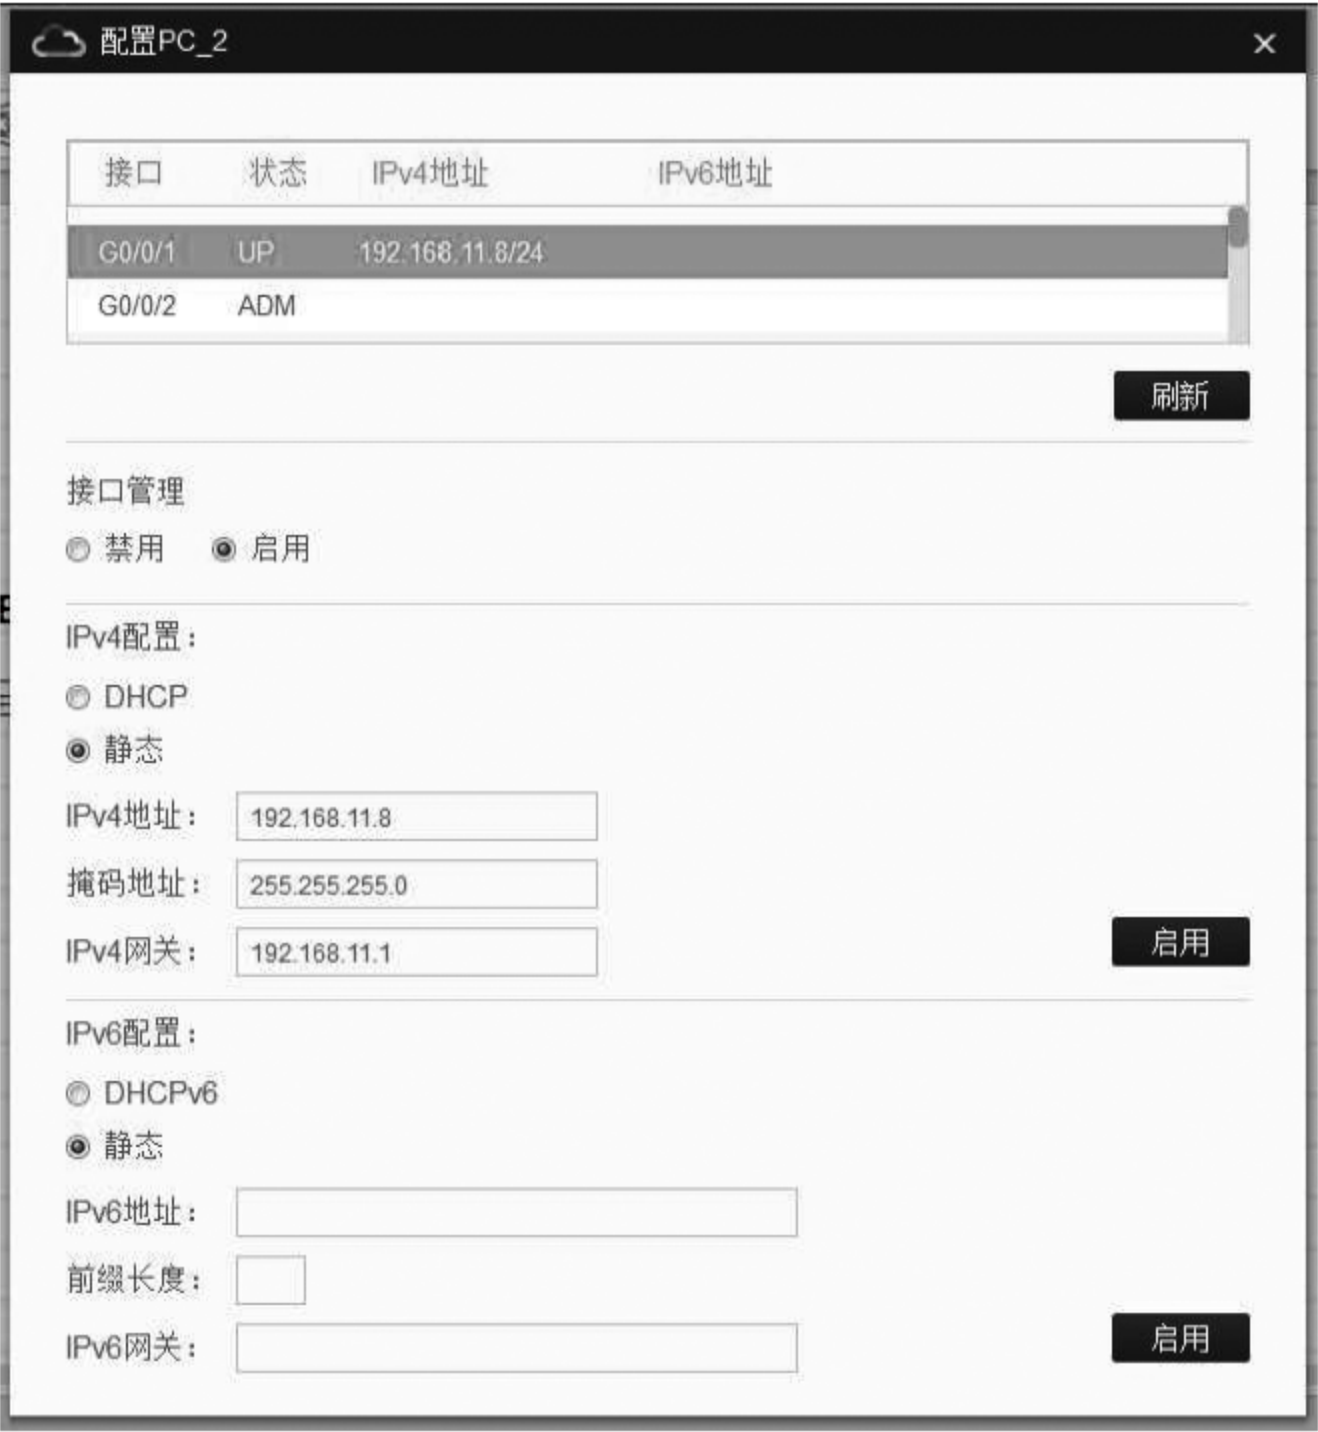 配置PC_2
接口 状态 IPv4地址 IPv6地址
G0/0/1 UP 192.168.11.8/24
G0/0/2 ADM
刷新
接口管理
禁用 启用
IPv4配置：
DHCP
静态
IPv4地址： 192.168.11.8
掩码地址： 255.255.255.0
IPv4网关： 192.168.11.1
启用
IPv6配置：
DHCPv6
静态
IPv6地址：
前缀长度：
IPv6网关：
启用